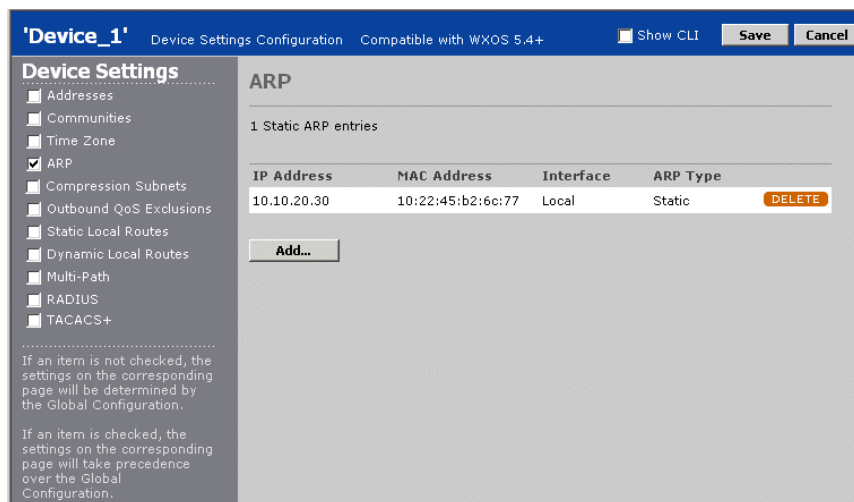 'Device_1' Device Settings Configuration Compatible with WXOS 5.4+ Show CLI Save Cancel
Device Settings
Addresses
Communities
Time Zone
ARP
Compression Subnets
Outbound QoS Exclusions
Static Local Routes
Dynamic Local Routes
Multi-Path
RADIUS
TACACS+
If an item is not checked, the
settings on the corresponding
page will be determined by
the Global Configuration.
If an item is checked, the
settings on the corresponding
page will take precedence
over the Global
Configuration.
ARP
1 Static ARP entries
IP Address MAC Address Interface ARP Type
10.10.20.30 10:22:45:b2:6c:77 Local Static DELETE
Add...